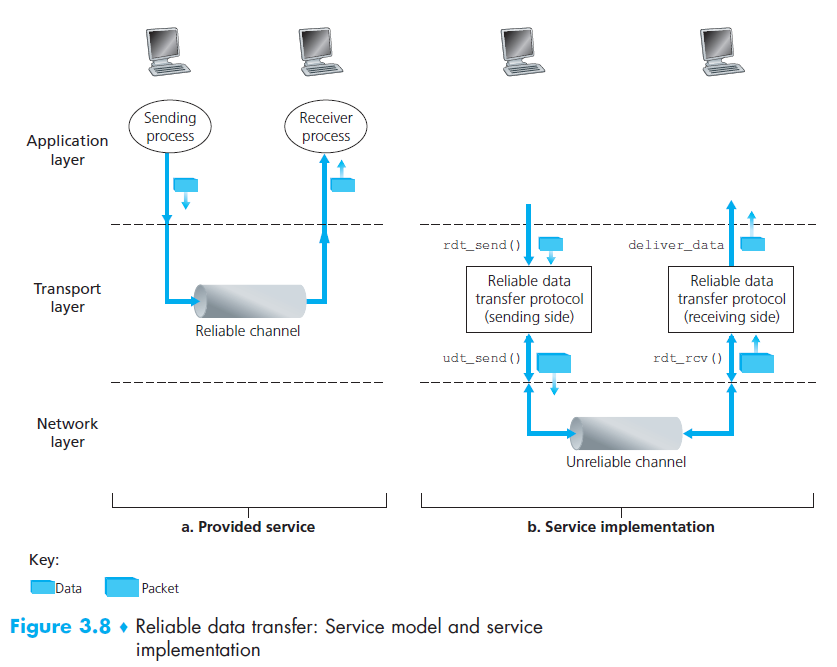 Sending
process
Receiver
process
Application
layer
rdt_send()
deliver_data
Transport
layer
Reliable channel
Reliable data
transfer protocol
(sending side)
Reliable data
transfer protocol
(receiving side)
udt_send()
rdt_rcv()
Network
layer
Unreliable channel
a. Provided service
b. Service implementation
Key:
Data
Packet
Figure 3.8 ♦ Reliable data transfer: Service model and service
implementation